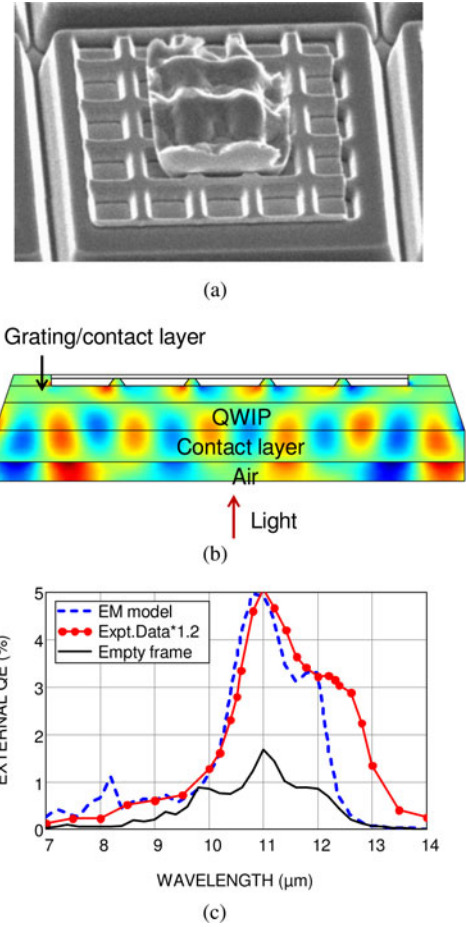 (a)
Grating/contact layer
QWIP
Contact layer
Air
Light
(b)
EXTERNAL QE (%)
5
4
3
2
1
0
EM model
Expt.Data*1.2
Empty frame
7 8 9 10 11 12 13 14
WAVELENGTH (μm)
(c)